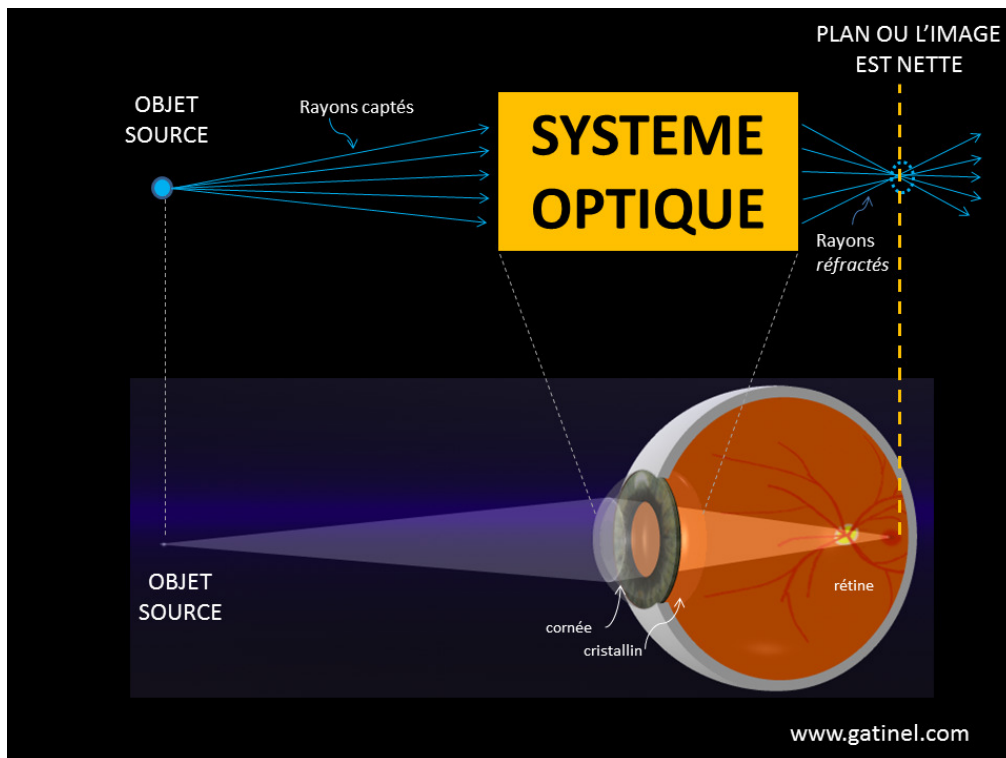 PLAN OU L'IMAGE
EST NETTE
OBJET
SOURCE
Rayons captés
SYSTEME
OPTIQUE
Rayons
réfractés
OBJET
SOURCE
cornée
cristallin
rétine
www.gatinel.com